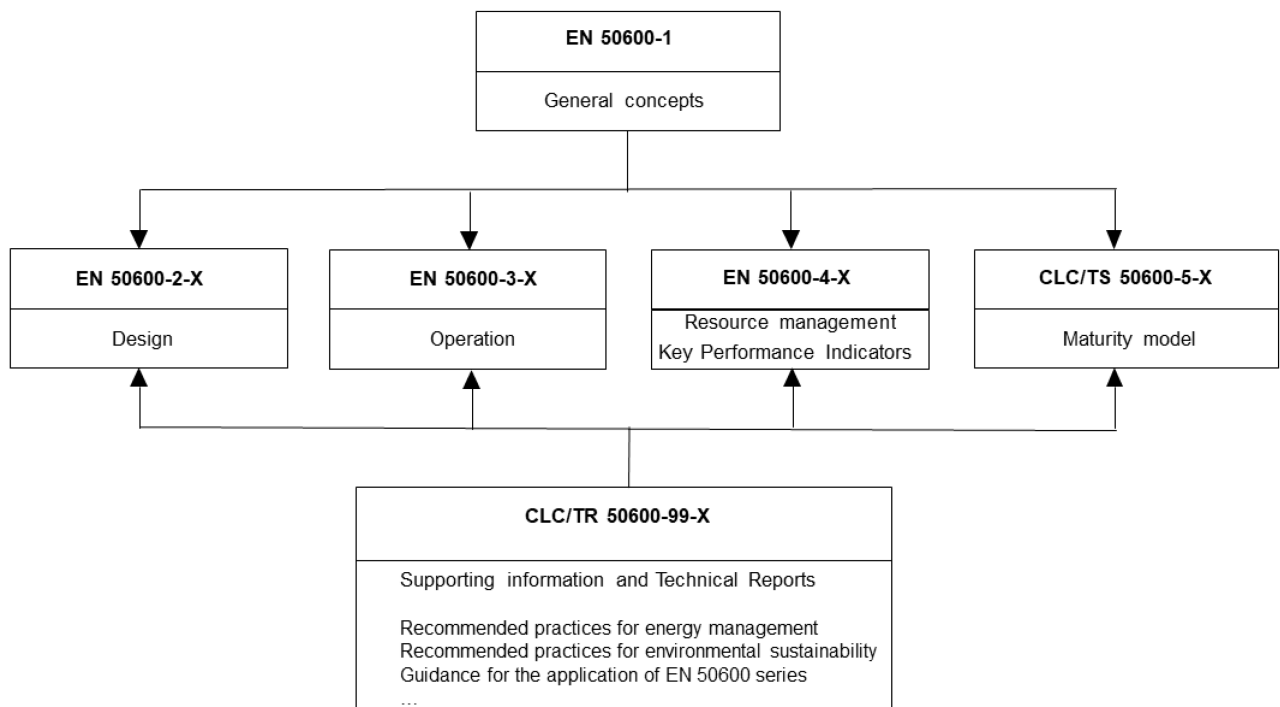 EN 50600-1
General concepts
EN 50600-2-X
Design
EN 50600-3-X
Operation
EN 50600-4-X
Resource management
Key Performance Indicators
CLC/TS 50600-5-X
Maturity model
CLC/TR 50600-99-X
Supporting information and Technical Reports
Recommended practices for energy management
Recommended practices for environmental sustainability
Guidance for the application of EN 50600 series
...